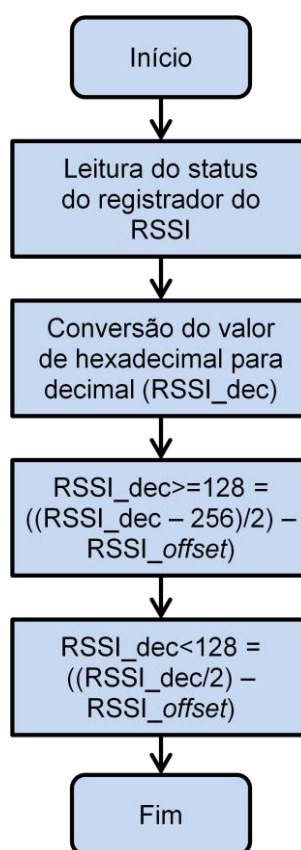 Início
Leitura do status
do registrador do
RSSI
Conversão do valor
de hexadecimal para
decimal (RSSI_dec)
RSSI_dec>=128 =
((RSSI_dec – 256)/2) –
RSSI_offset)
RSSI_dec<128 =
((RSSI_dec/2) –
RSSI_offset)
Fim